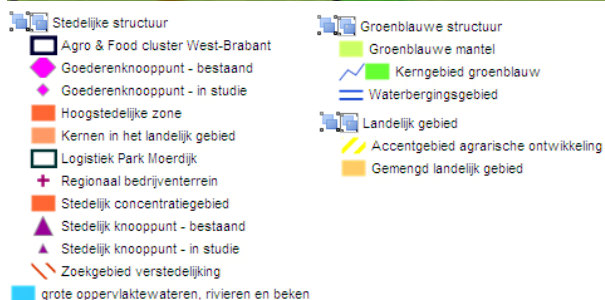 Stedelijke structuur
Agro & Food cluster West-Brabant
Goederenknooppunt - bestaand
Goederenknooppunt - in studie
Hoogstedelijke zone
Kernen in het landelijk gebied
Logistiek Park Moerdijk
Regionaal bedrijventerrein
Stedelijk concentratiegebied
Stedelijk knooppunt - bestaand
Stedelijk knooppunt - in studie
Zoekgebied verstedelijking
grote oppervlaktewateren, rivieren en beken
Groenblauwe structuur
Groenblauwe mantel
Kerngebied groenblauw
Waterbergingsgebied
Landelijk gebied
Accentgebied agrarische ontwikkeling
Gemengd landelijk gebied